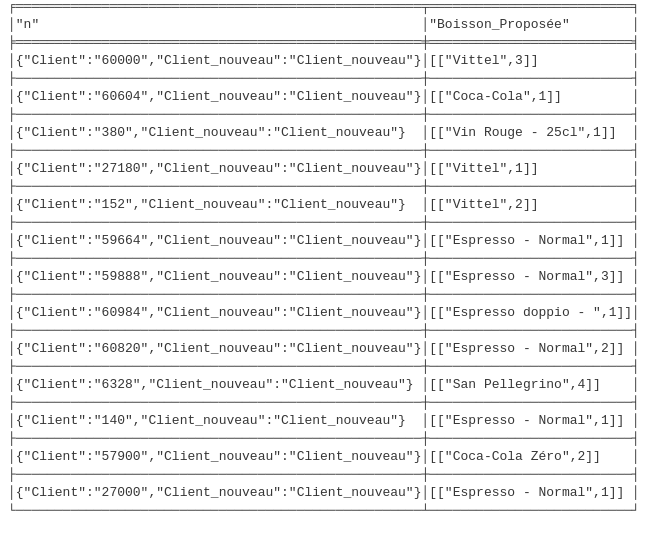 "n" "Boisson_Proposée"
{"Client":"60000","Client_nouveau":"Client_nouveau"} [["Vittel",3]]
{"Client":"60604","Client_nouveau":"Client_nouveau"} [["Coca-Cola",1]]
{"Client":"380","Client_nouveau":"Client_nouveau"} [["Vin Rouge - 25cl",1]]
{"Client":"27180","Client_nouveau":"Client_nouveau"} [["Vittel",1]]
{"Client":"152","Client_nouveau":"Client_nouveau"} [["Vittel",2]]
{"Client":"59664","Client_nouveau":"Client_nouveau"} [["Espresso - Normal",1]]
{"Client":"59888","Client_nouveau":"Client_nouveau"} [["Espresso - Normal",3]]
{"Client":"60984","Client_nouveau":"Client_nouveau"} [["Espresso doppio - ",1]]
{"Client":"60820","Client_nouveau":"Client_nouveau"} [["Espresso - Normal",2]]
{"Client":"6328","Client_nouveau":"Client_nouveau"} [["San Pellegrino",4]]
{"Client":"140","Client_nouveau":"Client_nouveau"} [["Espresso - Normal",1]]
{"Client":"57900","Client_nouveau":"Client_nouveau"} [["Coca-Cola Zéro",2]]
{"Client":"27000","Client_nouveau":"Client_nouveau"} [["Espresso - Normal",1]]